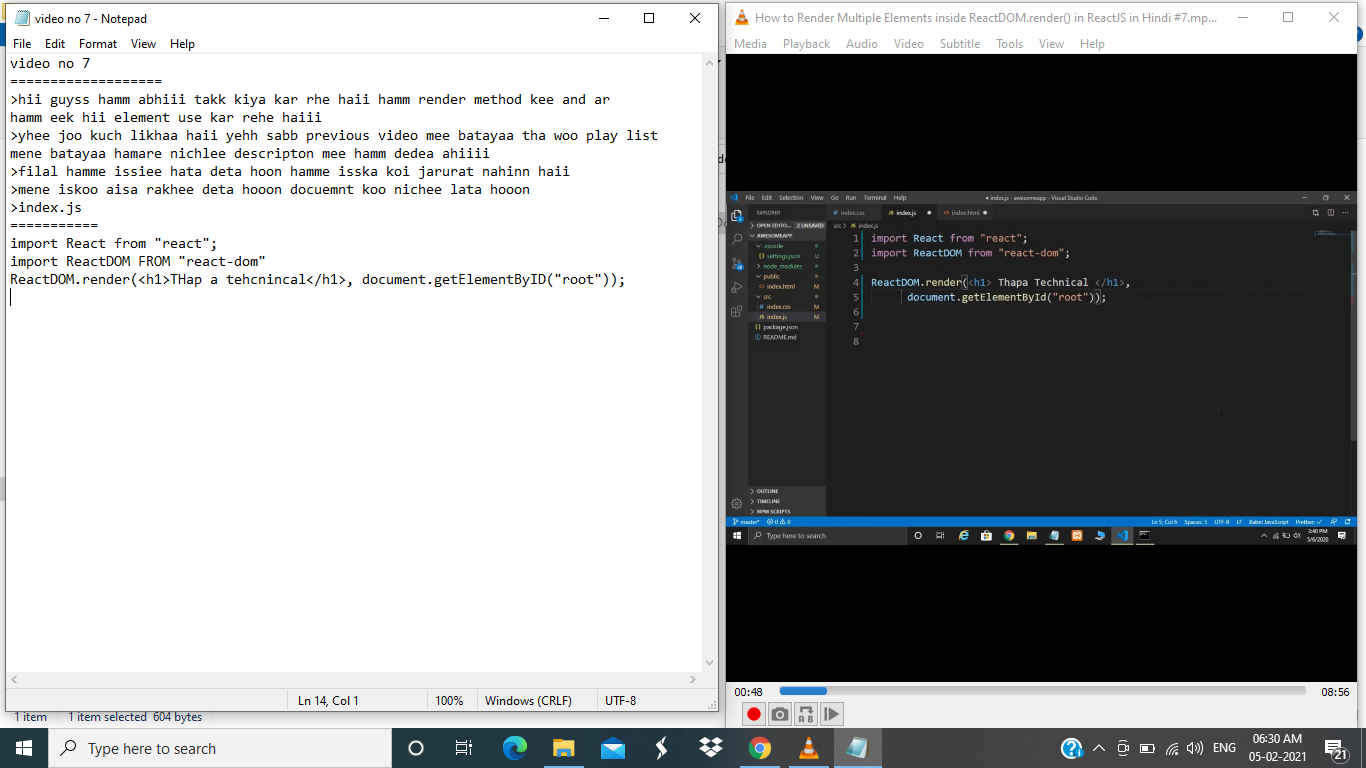 video no 7 - Notepad
File Edit Format View Help
video no 7
===================
>hii guyss hamm abhiii takk kiya kar rhe haii hamm render method kee and ar
hamm eek hii element use kar rehe haiii
>yhee joo kuch likhaa haii yehh sabb previous video mee batayaa tha woo play list
mene batayaa hamare nichlee descripton mee hamm dedea ahiiii
>filal hamme issiee hata deta hoon hamme isska koi jarurat nahinn haii
>mene iskoo aisa rakhee deta hooon docuemnt koo nichee lata hooon
>index.js
===========
import React from "react";
import ReactDOM FROM "react-dom"
ReactDOM.render(<h1>THap a tehcnincal</h1>, document.getElementByID("root"));
Ln 14, Col 1 100% Windows (CRLF) UTF-8
1 item 1 item selected 604 bytes
How to Render Multiple Elements inside ReactDOM.render() in ReactJS in Hindi #7.mp...
Media Playback Audio Video Subtitle Tools View Help
File Edit Selection View Go Run Terminal Help
index.js - awesomeapp - Visual Studio Code
EXPLORER
OPEN EDITO... 2 UNSAVED
AWESOMEAPP
.vscode
settings.json U
node_modules
public
index.html M
src
index.css M
index.js M
package.json M
README.md
OUTLINE
TIMELINE
NPM SCRIPTS
index.css index.js index.html
src > index.js
1 import React from "react";
2 import ReactDOM from "react-dom";
3
4 ReactDOM.render(<h1> Thapa Technical </h1>,
5 document.getElementById("root"));
6
7
8
master* 0 0 Ln 5, Col 6 Spaces: 5 UTF-8 LF Babel JavaScript Prettier: ✓
Type here to search
3:40 PM
5/6/2020
00:48 08:56
Type here to search
ENG
06:30 AM
05-02-2021
21